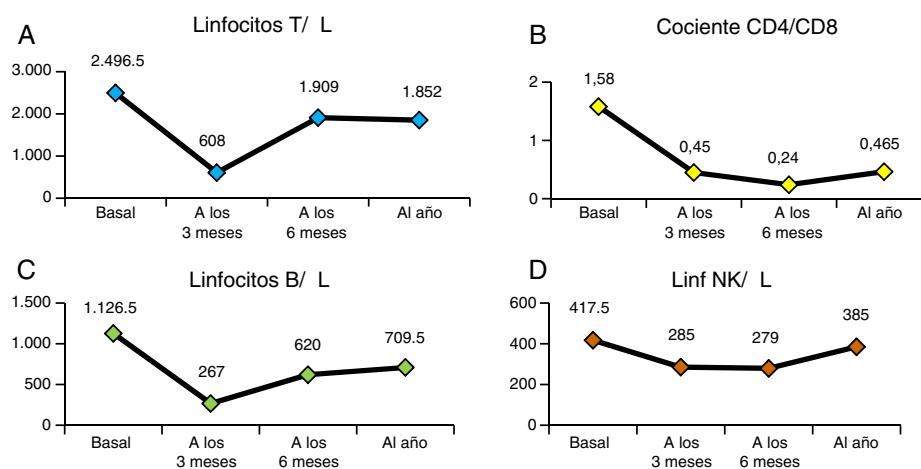 A
Linfocitos T/ L
3.000
2.000
1.000
0
2.496.5
608
1.909
1.852
Basal
A los
3 meses
A los
6 meses
Al año
B
Cociente CD4/CD8
2
1
0
1,58
0,45
0,24
0,465
Basal
A los
3 meses
A los
6 meses
Al año
C
Linfocitos B/ L
1.500
1.000
500
0
1.126.5
267
620
709.5
Basal
A los
3 meses
A los
6 meses
Al año
D
Linf NK/ L
600
400
200
0
417.5
285
279
385
Basal
A los
3 meses
A los
6 meses
Al año